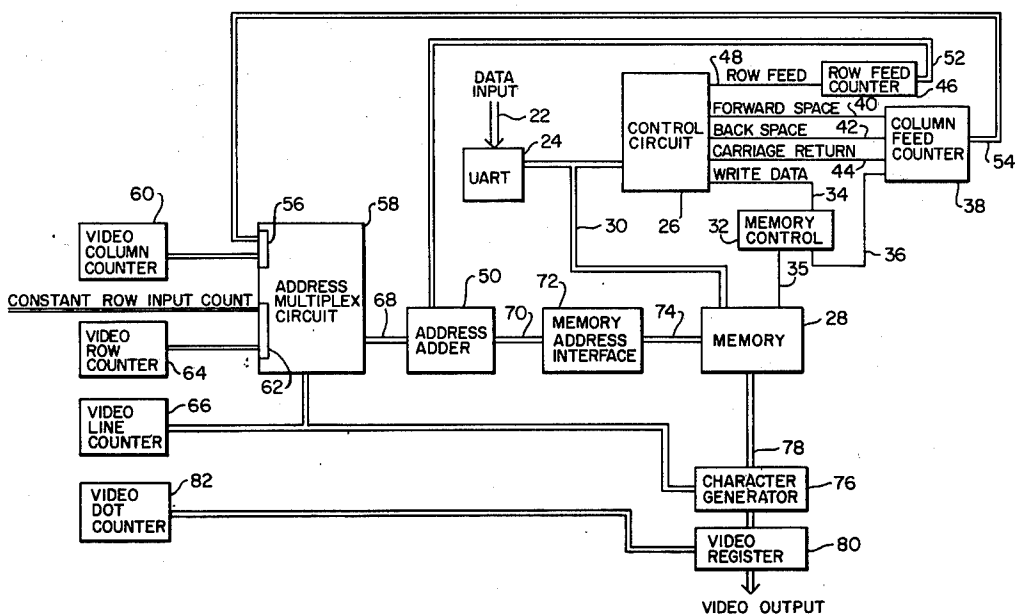 48
ROW FEED
ROW FEED
COUNTER
52
46
DATA
INPUT
22
24
UART
CONTROL
CIRCUIT
26
FORWARD SPACE
40
BACK SPACE
42
CARRIAGE RETURN
44
WRITE DATA
COLUMN
FEED
COUNTER
54
38
34
32
MEMORY
CONTROL
36
35
30
60
VIDEO
COLUMN
COUNTER
56
58
ADDRESS
MULTIPLEX
CIRCUIT
CONSTANT ROW INPUT COUNT
VIDEO
ROW
COUNTER
64
62
68
50
ADDRESS
ADDER
70
72
MEMORY
ADDRESS
INTERFACE
74
MEMORY
28
66
VIDEO
LINE
COUNTER
78
CHARACTER
GENERATOR
76
82
VIDEO
DOT
COUNTER
VIDEO
REGISTER
80
VIDEO OUTPUT